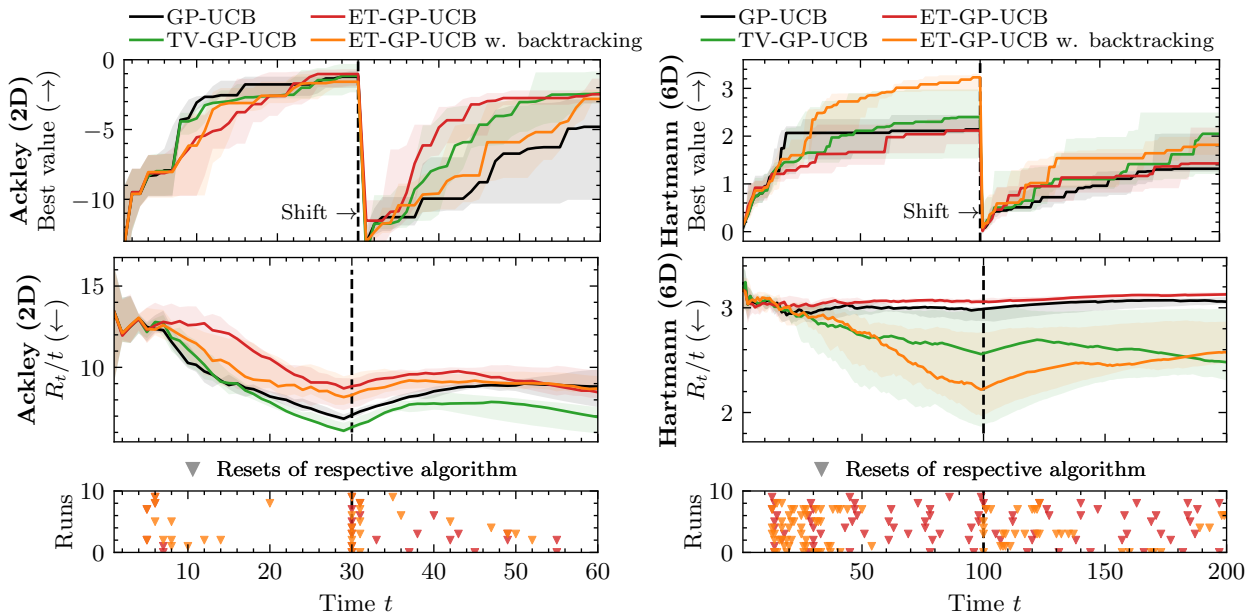 GP-UCB
ET-GP-UCB
TV-GP-UCB
ET-GP-UCB w. backtracking
GP-UCB
ET-GP-UCB
TV-GP-UCB
ET-GP-UCB w. backtracking
Ackley (2D)
Best value (→)
0
−5
−10
Shift →
Hartmann (6D)
Best value (→)
3
2
1
0
Shift →
Ackley (2D)
R_t/t (←)
15
13
10
8
Hartmann (6D)
R_t/t (←)
3
2
▼ Resets of respective algorithm
▼ Resets of respective algorithm
Runs
10
0
10 20 30 40 50 60
Time t
Runs
10
0
50 100 150 200
Time t